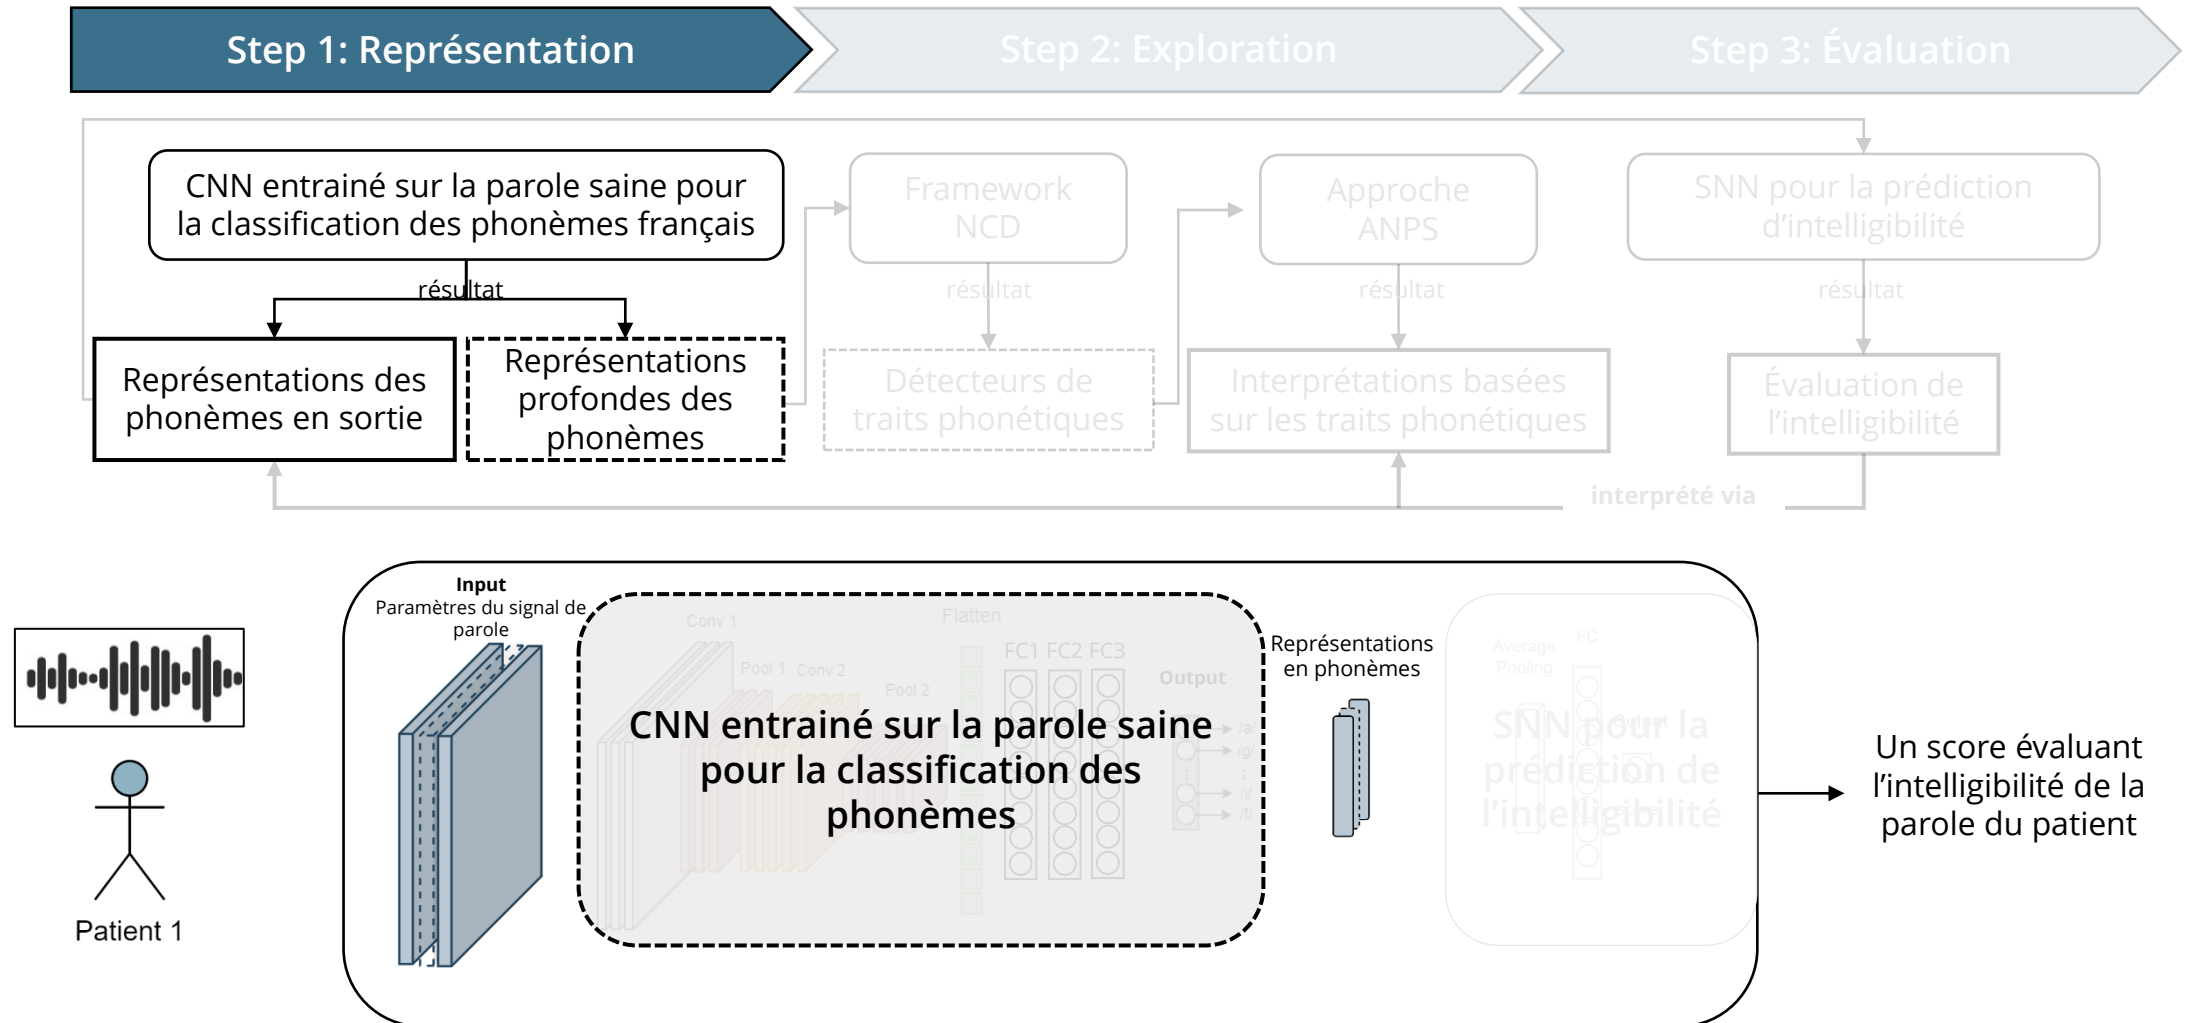 Step 1: Représentation
Step 2: Exploration
Step 3: Évaluation
CNN entrainé sur la parole saine pour
la classification des phonèmes français
Framework
NCD
Approche
ANPS
SNN pour la prédiction
d’intelligibilité
résultat
résultat
résultat
résultat
Représentations des
phonèmes en sortie
Représentations
profondes des
phonèmes
Détecteurs de
traits phonétiques
Interprétations basées
sur les traits phonétiques
Évaluation de
l’intelligibilité
interprété via
Input
Paramètres du signal de
parole
Conv 1
Pool 1
Conv 2
Pool 2
Flatten
FC1 FC2 FC3
Output
/a/
/g/
/i/
/f/
CNN entrainé sur la parole saine
pour la classification des
phonèmes
Représentations
en phonèmes
Average
Pooling
FC
Output
SNN pour la
prédiction de
l’intelligibilité
Un score évaluant
l’intelligibilité de la
parole du patient
Patient 1